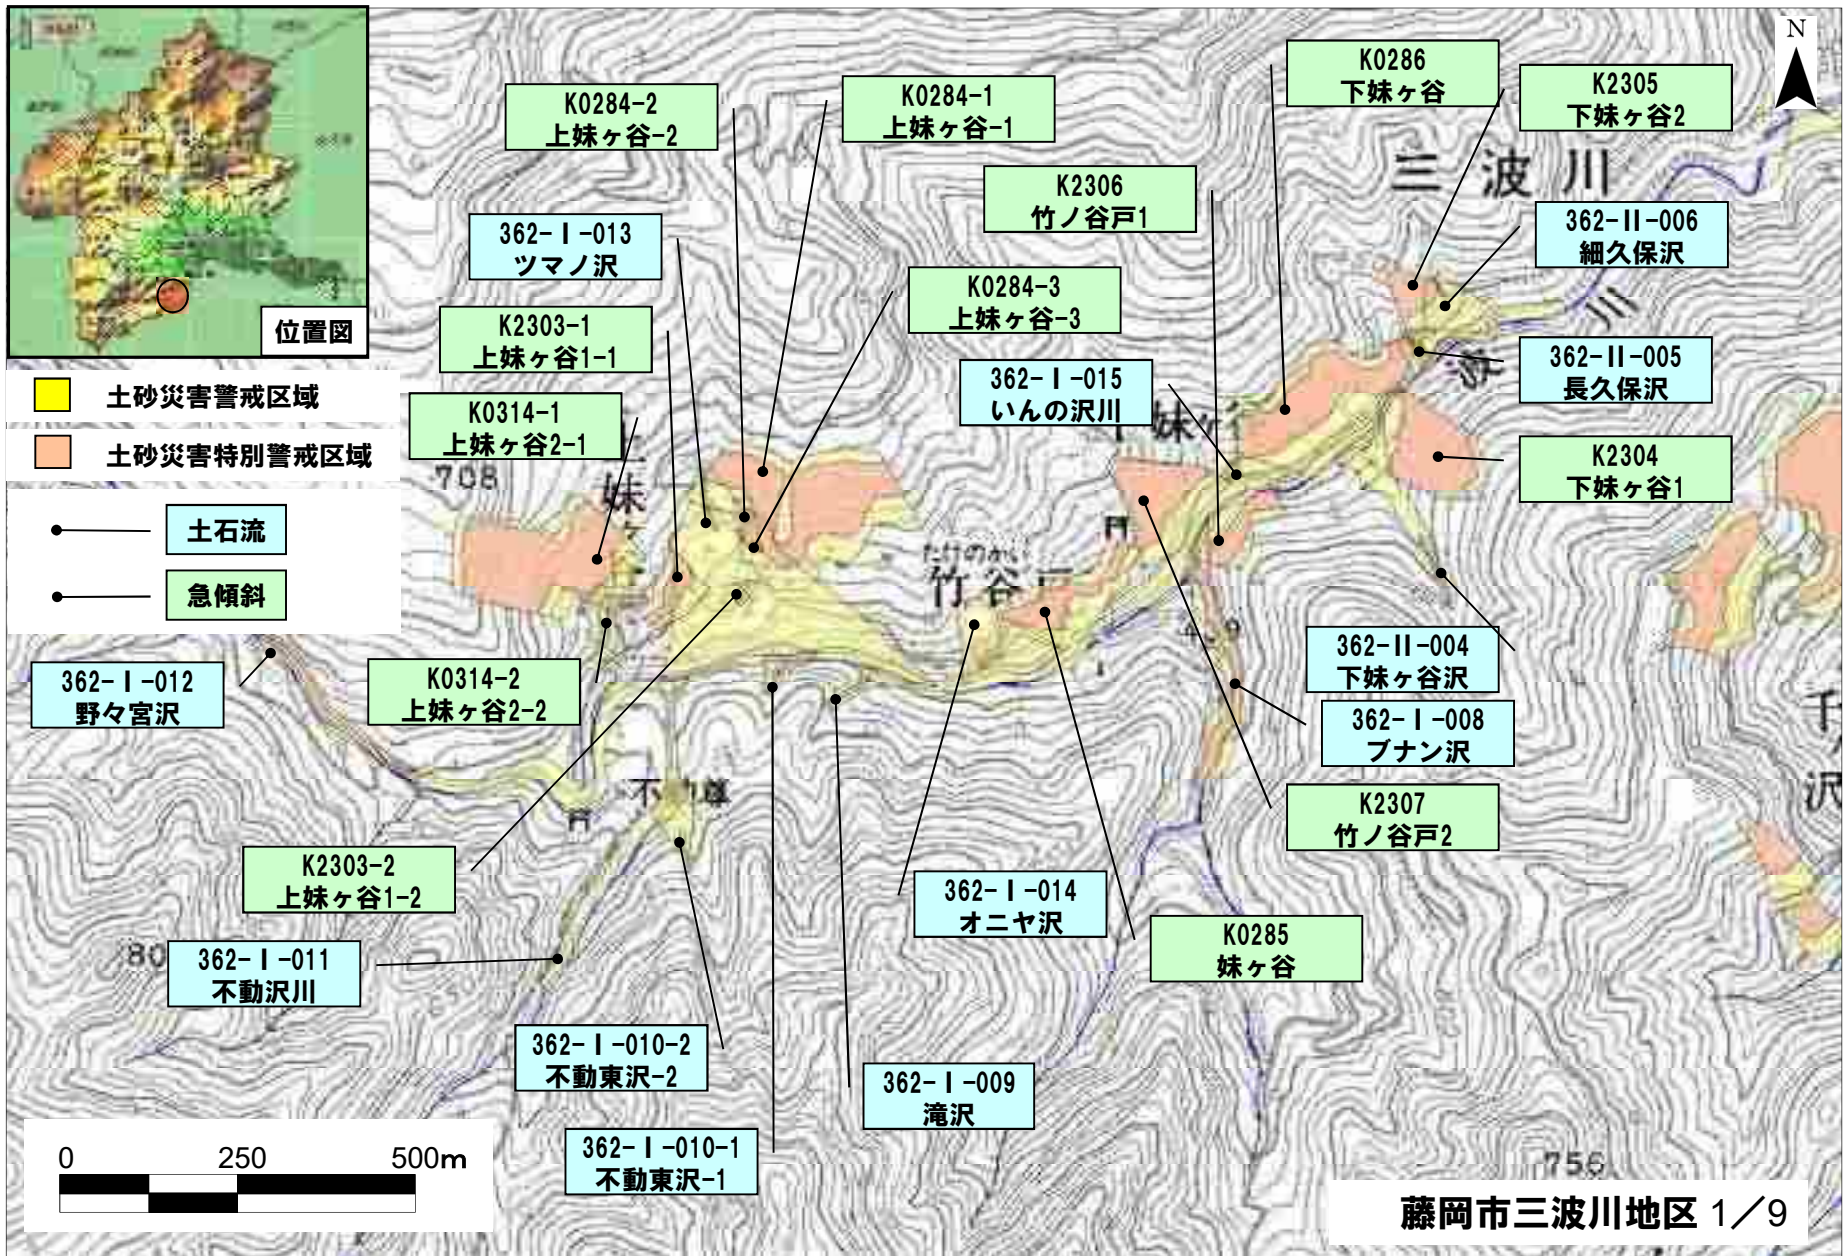 N
位置図
土砂災害警戒区域
土砂災害特別警戒区域
土石流
急傾斜
K0284-2
上妹ヶ谷-2
K0284-1
上妹ヶ谷-1
K0286
下妹ヶ谷
K2305
下妹ヶ谷2
三波川
K2306
竹ノ谷戸1
362-Ⅰ-013
ツマノ沢
362-Ⅱ-006
細久保沢
K0284-3
上妹ヶ谷-3
K2303-1
上妹ヶ谷1-1
川
362-Ⅱ-005
長久保沢
362-Ⅰ-015
いんの沢川
K0314-1
上妹ヶ谷2-1
K2304
下妹ヶ谷1
708
たけのかい
竹谷戸
362-Ⅱ-004
下妹ヶ谷沢
362-Ⅰ-012
野々宮沢
K0314-2
上妹ヶ谷2-2
362-Ⅰ-008
ブナン沢
K2307
竹ノ谷戸2
K2303-2
上妹ヶ谷1-2
362-Ⅰ-014
オニヤ沢
K0285
妹ヶ谷
362-Ⅰ-011
不動沢川
362-Ⅰ-010-2
不動東沢-2
362-Ⅰ-009
滝沢
362-Ⅰ-010-1
不動東沢-1
756
0 250 500m
藤岡市三波川地区 1／9